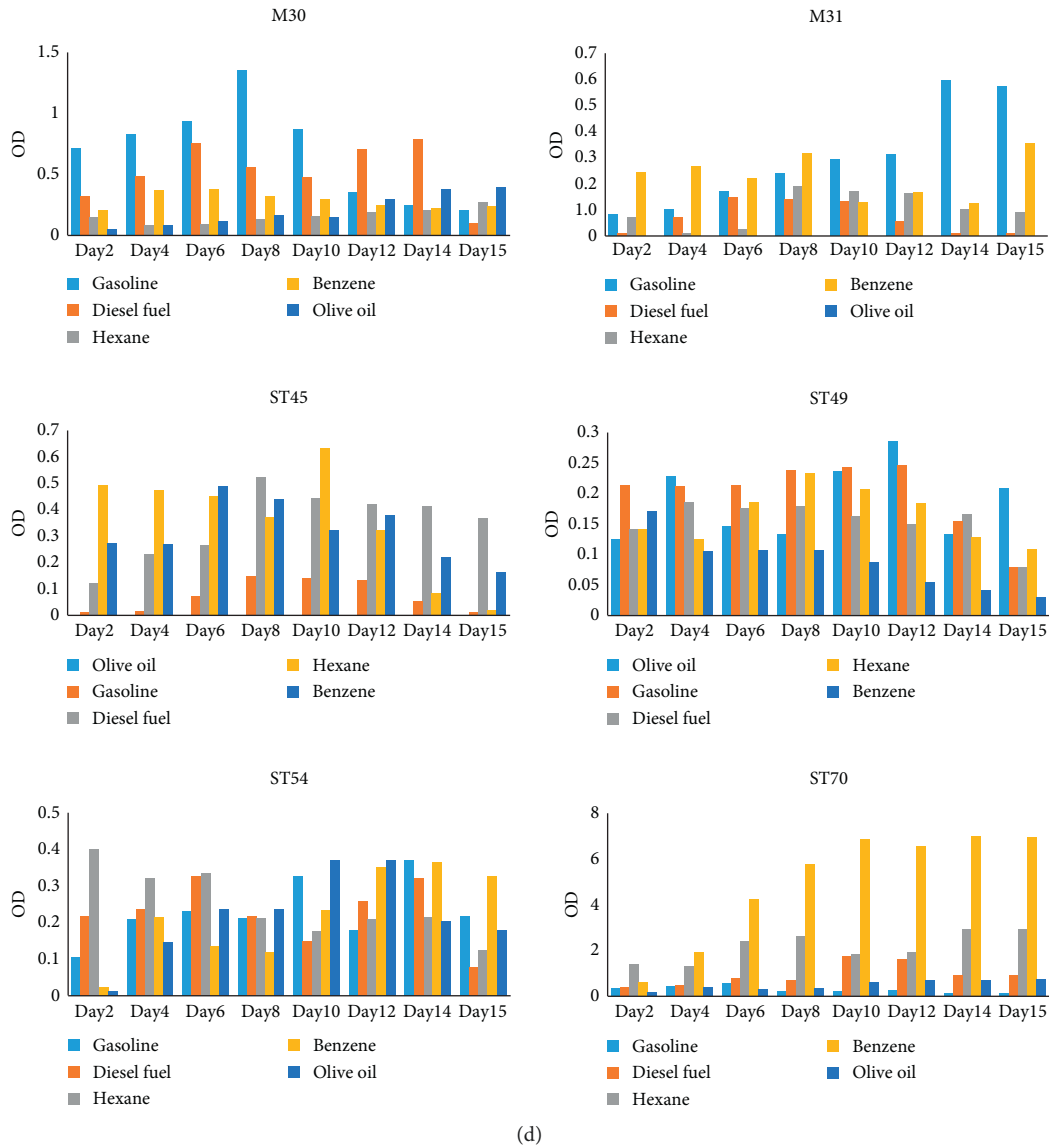 M30
OD
1.5
1
0.5
0
Day2 Day4 Day6 Day8 Day10 Day12 Day14 Day15
Gasoline
Diesel fuel
Hexane
Benzene
Olive oil
M31
OD
0.7
0.6
0.5
0.4
0.3
0.2
1.0
0
Day2 Day4 Day6 Day8 Day10 Day12 Day14 Day15
Gasoline
Diesel fuel
Hexane
Benzene
Olive oil
ST45
OD
0.7
0.6
0.5
0.4
0.3
0.2
0.1
0
Day2 Day4 Day6 Day8 Day10 Day12 Day14 Day15
Olive oil
Gasoline
Diesel fuel
Hexane
Benzene
ST49
OD
0.3
0.25
0.2
0.15
0.1
0.05
0
Day2 Day4 Day6 Day8 Day10 Day12 Day14 Day15
Olive oil
Gasoline
Diesel fuel
Hexane
Benzene
ST54
OD
0.5
0.4
0.3
0.2
0.1
0
Day2 Day4 Day6 Day8 Day10 Day12 Day14 Day15
Gasoline
Diesel fuel
Hexane
Benzene
Olive oil
ST70
OD
8
6
4
2
0
Day2 Day4 Day6 Day8 Day10 Day12 Day14 Day15
Gasoline
Diesel fuel
Hexane
Benzene
Olive oil
(d)